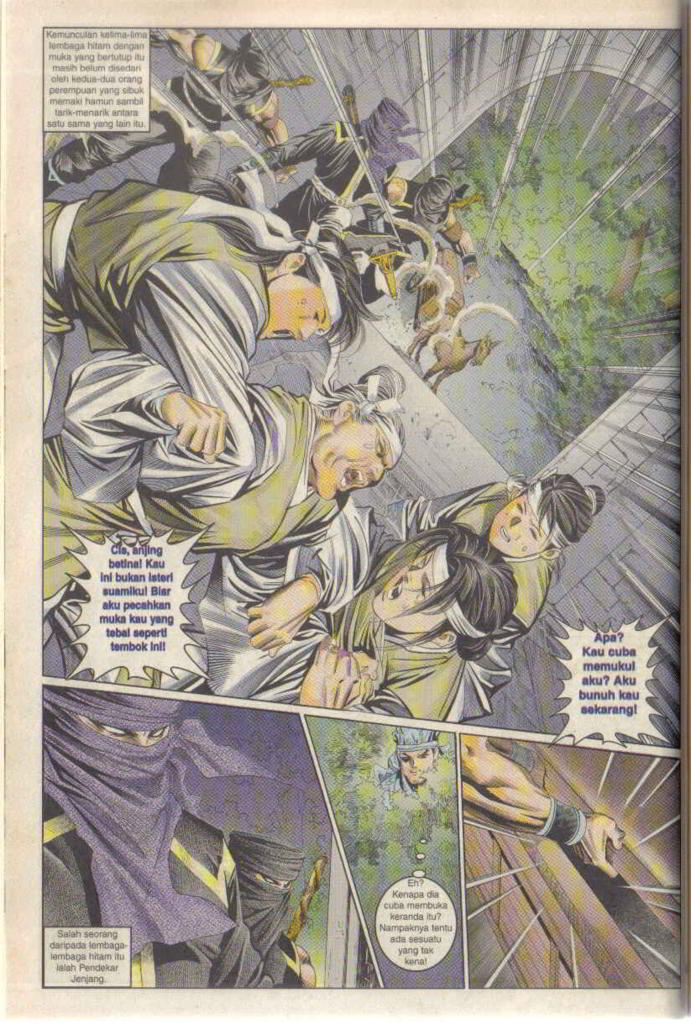 Kemunculan kelima-lima
lembaga hitam dengan
muka yang bertutup itu
masih belum disedari
oleh kedua-dua orang
perempuan yang sibuk
memaki hamun sambil
tarik-menarik antara
satu sama yang lain itu.
Cis, anjing
betina! Kau
ini bukan isteri
suamiku! Biar
aku pecahkan
muka kau yang
tebal seperti
tembok ini!
Apa?
Kau cuba
memukul
aku? Aku
bunuh kau
sekarang!
Salah seorang
daripada lembaga-
lembaga hitam itu
ialah Pendekar
Jenjang.
Eh?
Kenapa dia
cuba membuka
keranda itu?
Nampaknya tentu
ada sesuatu
yang tak
kena!